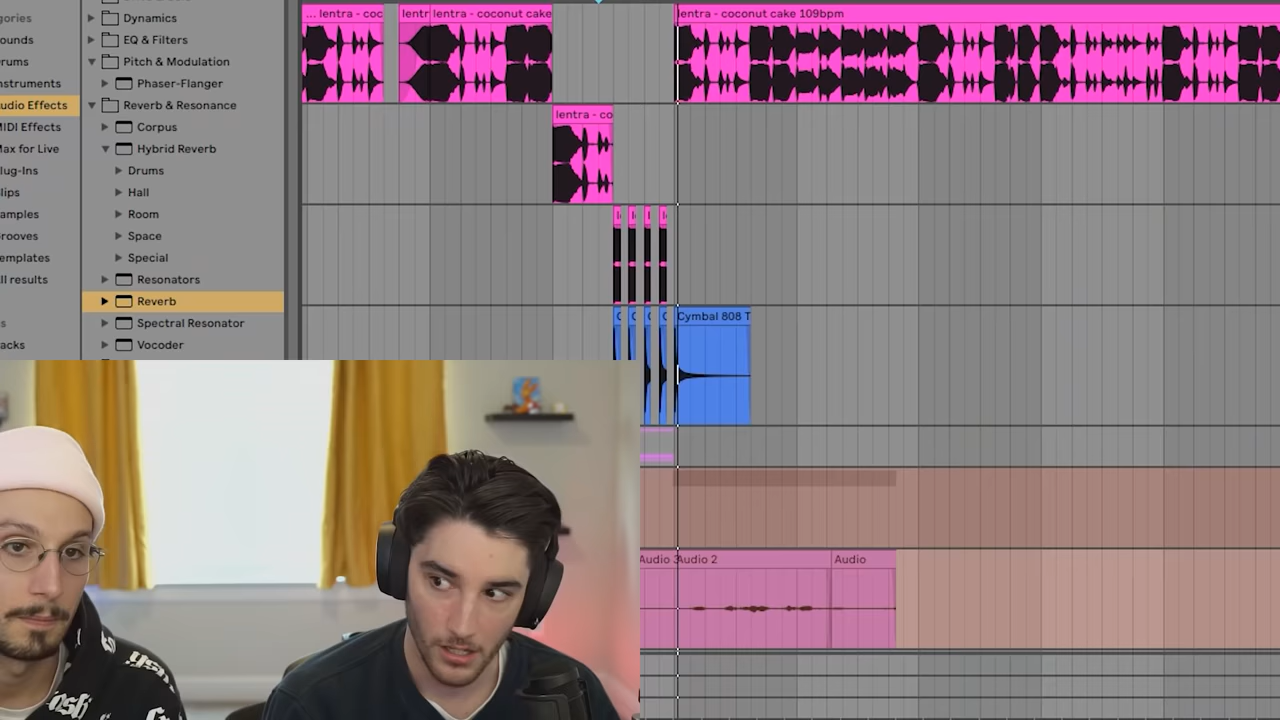 gories
ounds
rums
nstruments
udio Effects
MIDI Effects
Max for Live
lug-Ins
lips
amples
rooves
emplates
ll results
s
acks
Dynamics
EQ & Filters
Pitch & Modulation
Phaser-Flanger
Reverb & Resonance
Corpus
Hybrid Reverb
Drums
Hall
Room
Space
Special
Resonators
Reverb
Spectral Resonator
Vocoder
... lentra - coc
lentr
lentra - coconut cake
lentra - coconut cake 109bpm
lentra - co
Cymbal 808 T
Audio 3
Audio 2
Audio